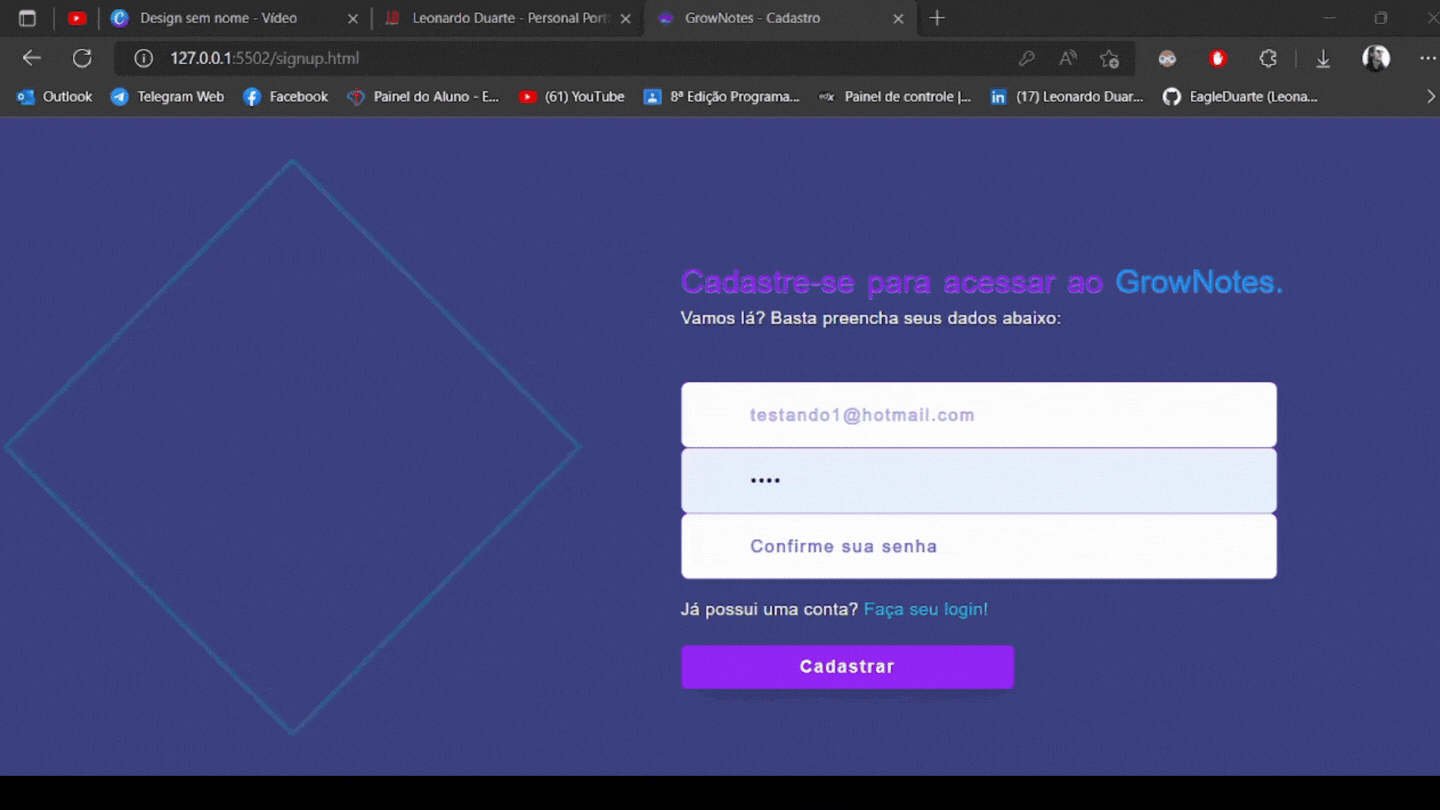 Design sem nome - Vídeo
Leonardo Duarte - Personal Port
GrowNotes - Cadastro
127.0.0.1:5502/signup.html
Outlook
Telegram Web
Facebook
Painel do Aluno - E...
(61) YouTube
8ª Edição Programa...
Painel de controle |...
(17) Leonardo Duar...
EagleDuarte (Leona...
Cadastre-se para acessar ao GrowNotes.
Vamos lá? Basta preencha seus dados abaixo:
testando1@hotmail.com
••••
Confirme sua senha
Já possui uma conta? Faça seu login!
Cadastrar